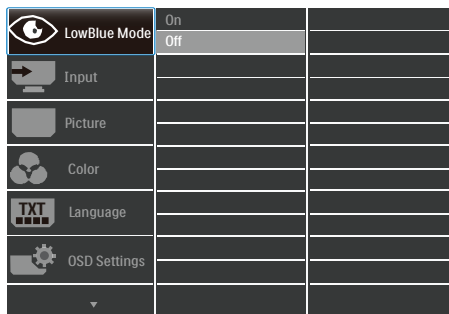 LowBlue Mode
On
Off
Input
Picture
Color
TXT
Language
OSD Settings